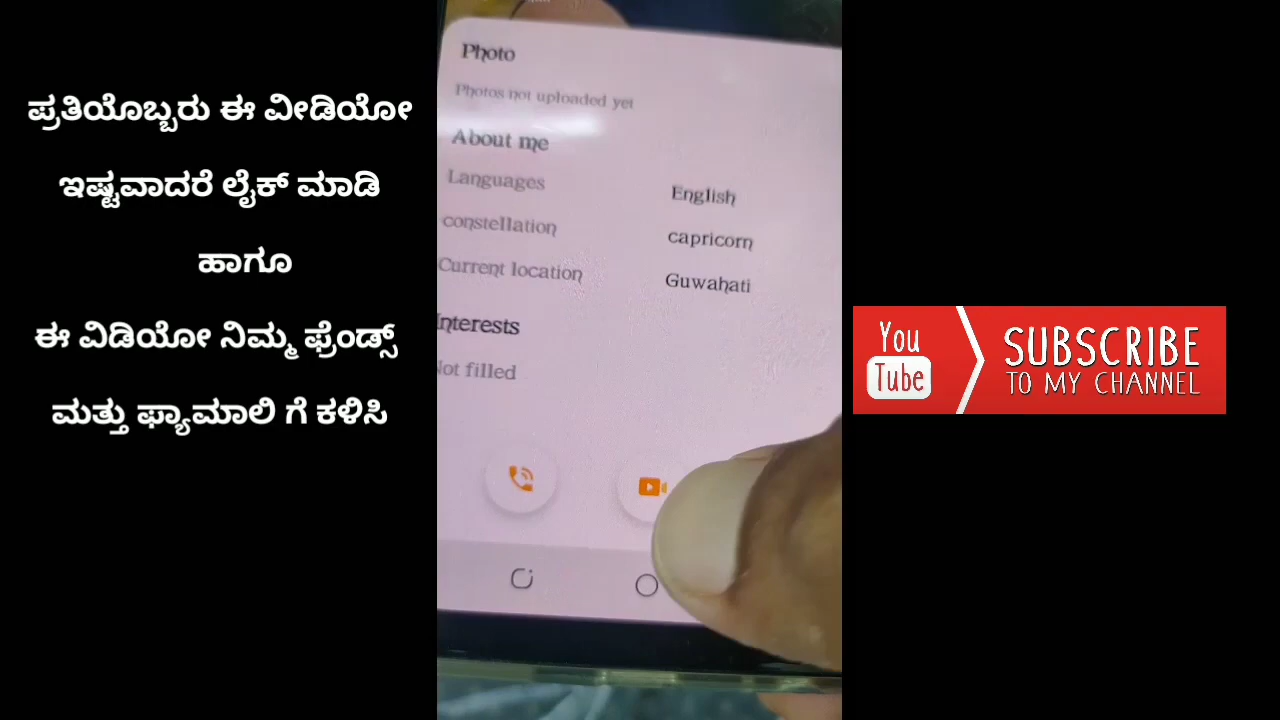 ಪ್ರತಿಯೊಬ್ಬರು ಈ ವೀಡಿಯೋ
ಇಷ್ಟವಾದರೆ ಲೈಕ್ ಮಾಡಿ
ಹಾಗೂ
ಈ ವಿಡಿಯೋ ನಿಮ್ಮ ಫ್ರೆಂಡ್ಸ್
ಮತ್ತು ಫ್ಯಾಮಾಲಿ ಗೆ ಕಳಿಸಿ
Photo
Photos not uploaded yet
About me
Languages English
constellation capricorn
Current location Guwahati
Interests
Not filled
You
Tube
SUBSCRIBE
TO MY CHANNEL